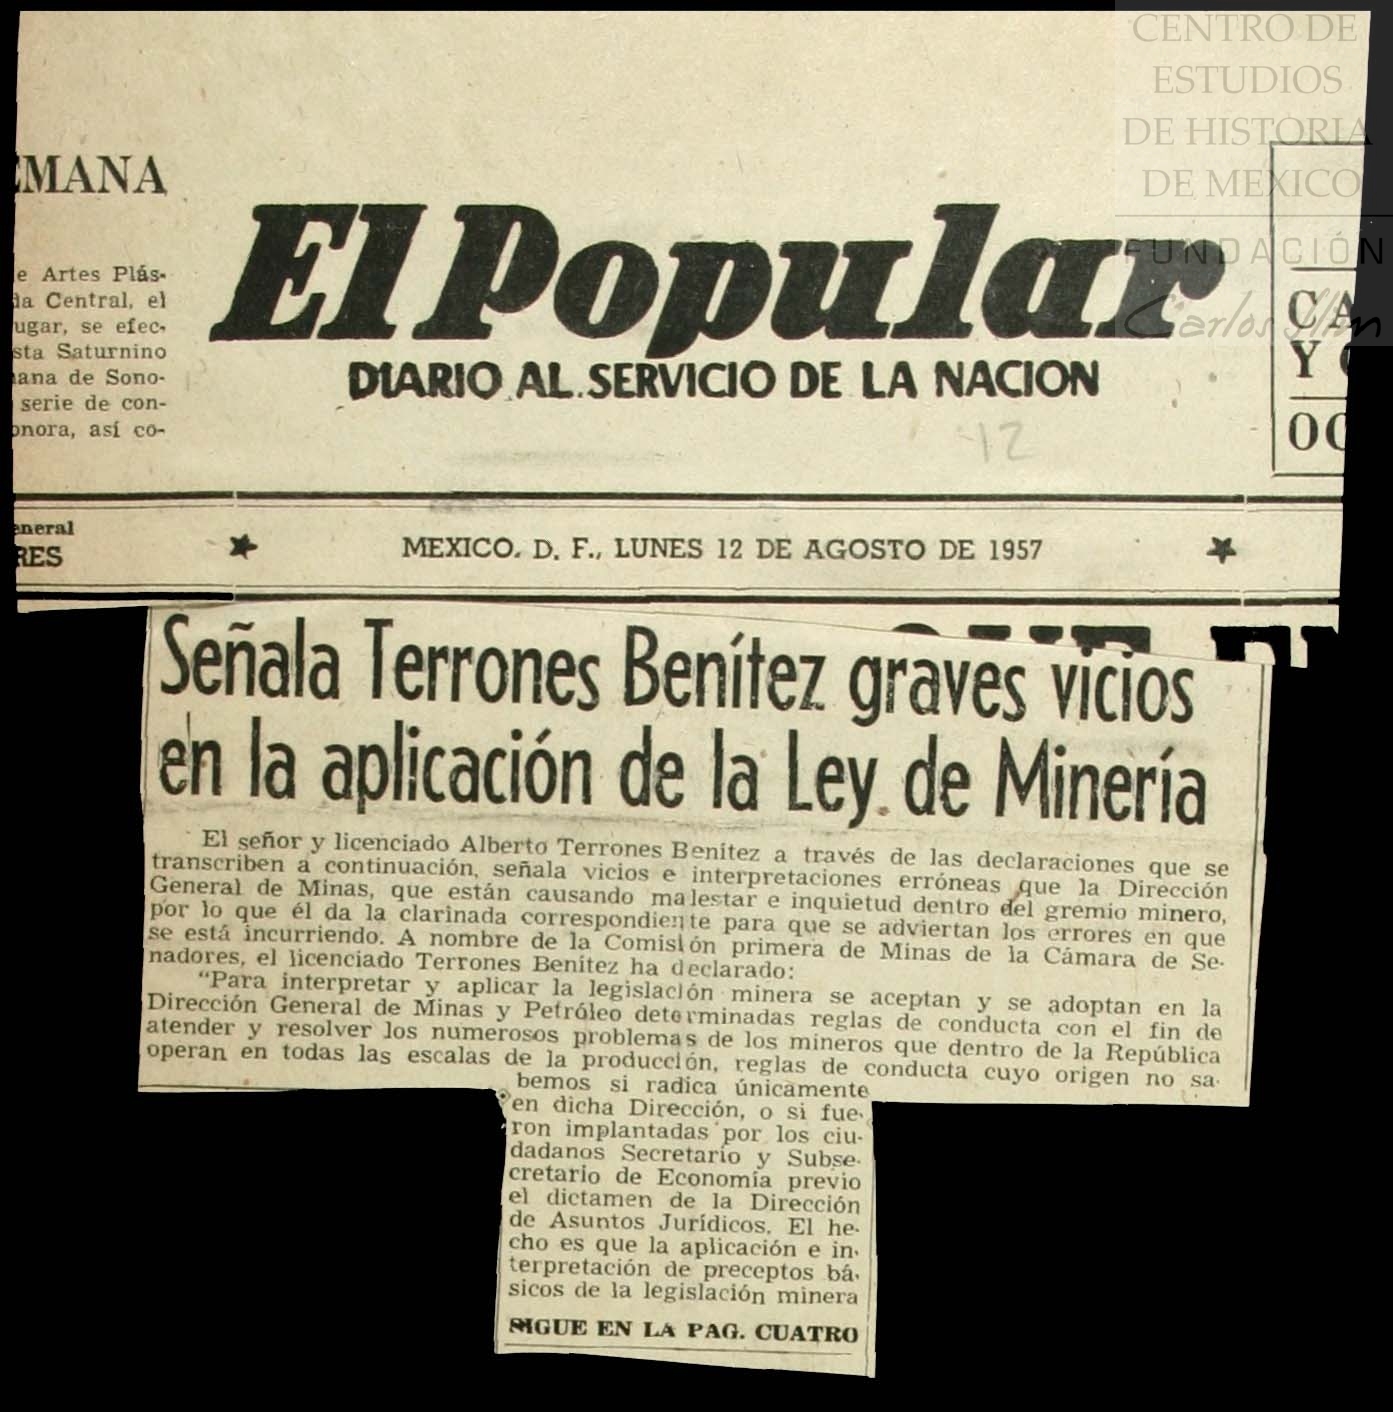 CENTRO DE
ESTUDIOS
DE HISTORIA
DE MEXICO
FUNDACIÓN
Carlos Slim
EMANA
e Artes Plás-
da Central, el
ugar, se efec-
sta Saturnino
mana de Sono-
serie de con-
onora, así co-
El Popular
DIARIO AL SERVICIO DE LA NACION
12
CA
Y
OC
eneral
RES
MEXICO. D. F., LUNES 12 DE AGOSTO DE 1957
Señala Terrones Benítez graves vicios
en la aplicación de la Ley de Minería
El señor y licenciado Alberto Terrones Benítez a través de las declaraciones que se
transcriben a continuación, señala vicios e interpretaciones erróneas que la Dirección
General de Minas, que están causando malestar e inquietud dentro del gremio minero,
por lo que él da la clarinada correspondiente para que se adviertan los errores en que
se está incurriendo. A nombre de la Comisión primera de Minas de la Cámara de Se-
nadores, el licenciado Terrones Benítez ha declarado:
"Para interpretar y aplicar la legislación minera se aceptan y se adoptan en la
Dirección General de Minas y Petróleo determinadas reglas de conducta con el fin de
atender y resolver los numerosos problemas de los mineros que dentro de la República
operan en todas las escalas de la producción, reglas de conducta cuyo origen no sa-
bemos si radica únicamente
en dicha Dirección, o si fue-
ron implantadas por los ciu-
dadanos Secretario y Subse-
cretario de Economía previo
el dictamen de la Dirección
de Asuntos Jurídicos. El he-
cho es que la aplicación e in-
terpretación de preceptos bá-
sicos de la legislación minera
SIGUE EN LA PAG. CUATRO